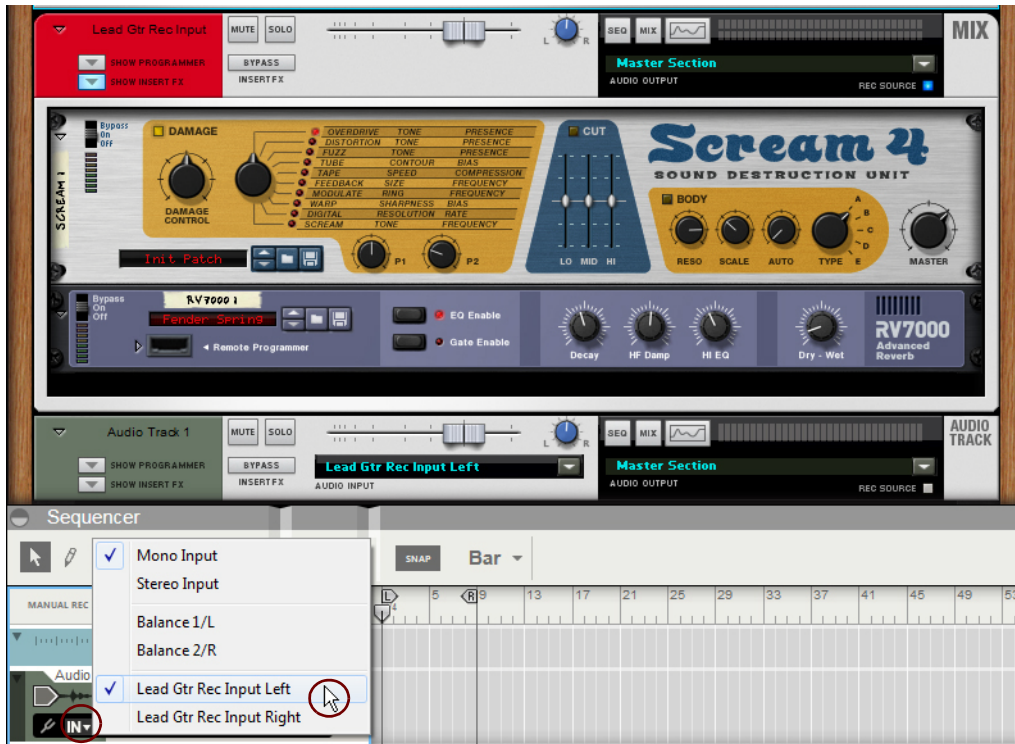 Lead Gtr Rec Input
MUTE SOLO
L R
SEQ MIX
MIX
SHOW PROGRAMMER
BYPASS
Master Section
SHOW INSERT FX
INSERT FX
AUDIO OUTPUT
REC SOURCE
Bypass
On
Off
DAMAGE
OVERDRIVE TONE PRESENCE
DISTORTION TONE PRESENCE
FUZZ TONE PRESENCE
TUBE CONTOUR BIAS
TAPE SPEED COMPRESSION
FEEDBACK SIZE FREQUENCY
MODULATE RING FREQUENCY
WARP SHARPNESS BIAS
DIGITAL RESOLUTION RATE
SCREAM TONE FREQUENCY
DAMAGE
CONTROL
SCREAM 1
Init Patch
P1
P2
CUT
LO MID HI
Scream 4
SOUND DESTRUCTION UNIT
BODY
A
B
C
D
E
RESO SCALE AUTO TYPE
MASTER
Bypass
On
Off
RV7000 1
Fender Spring
Remote Programmer
EQ Enable
Gate Enable
Decay
HF Damp
HI EQ
Dry - Wet
RV7000
Advanced
Reverb
Audio Track 1
MUTE SOLO
L R
SEQ MIX
AUDIO
TRACK
SHOW PROGRAMMER
BYPASS
Lead Gtr Rec Input Left
Master Section
SHOW INSERT FX
INSERT FX
AUDIO INPUT
AUDIO OUTPUT
REC SOURCE
Sequencer
SNAP
Bar
MANUAL REC
L
R
4 5 9 13 17 21 25 29 33 37 41 45 49 53
Audio
IN
Mono Input
Stereo Input
Balance 1/L
Balance 2/R
Lead Gtr Rec Input Left
Lead Gtr Rec Input Right